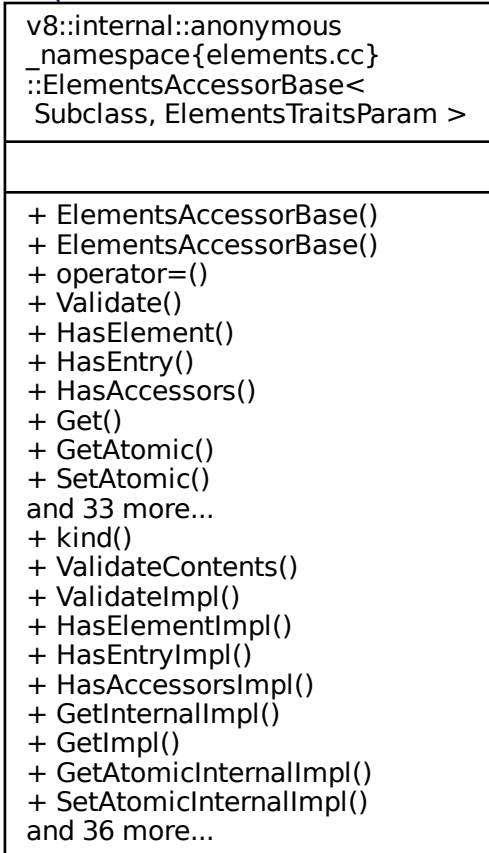 v8::internal::anonymous
_namespace{elements.cc}
::ElementsAccessorBase<
Subclass, ElementsTraitsParam >
+ ElementsAccessorBase()
+ ElementsAccessorBase()
+ operator=()
+ Validate()
+ HasElement()
+ HasEntry()
+ HasAccessors()
+ Get()
+ GetAtomic()
+ SetAtomic()
and 33 more...
+ kind()
+ ValidateContents()
+ ValidateImpl()
+ HasElementImpl()
+ HasEntryImpl()
+ HasAccessorsImpl()
+ GetInternalImpl()
+ GetImpl()
+ GetAtomicInternalImpl()
+ SetAtomicInternalImpl()
and 36 more...